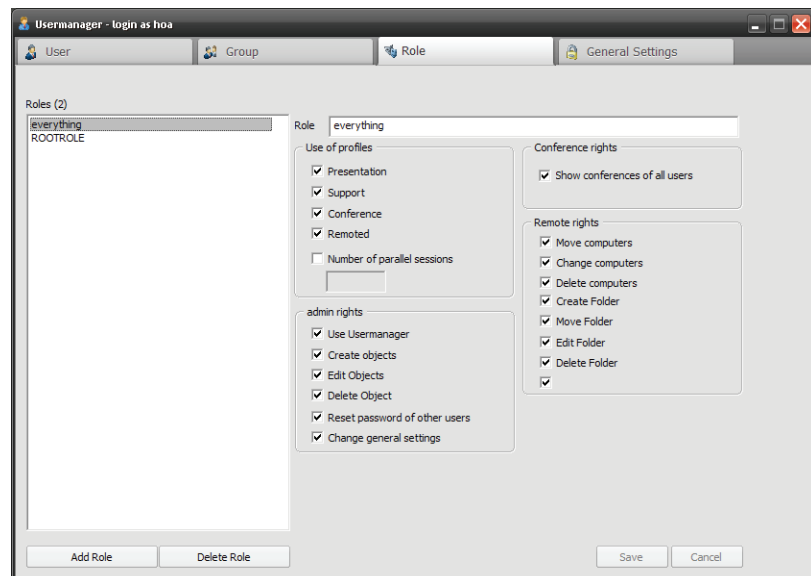 Usermanager - login as hoa
User
Group
Role
General Settings
Roles (2)
everything
ROOTROLE
Role
everything
Use of profiles
Presentation
Support
Conference
Remoted
Number of parallel sessions
admin rights
Use Usermanager
Create objects
Edit Objects
Delete Object
Reset password of other users
Change general settings
Conference rights
Show conferences of all users
Remote rights
Move computers
Change computers
Delete computers
Create Folder
Move Folder
Edit Folder
Delete Folder
Add Role
Delete Role
Save
Cancel